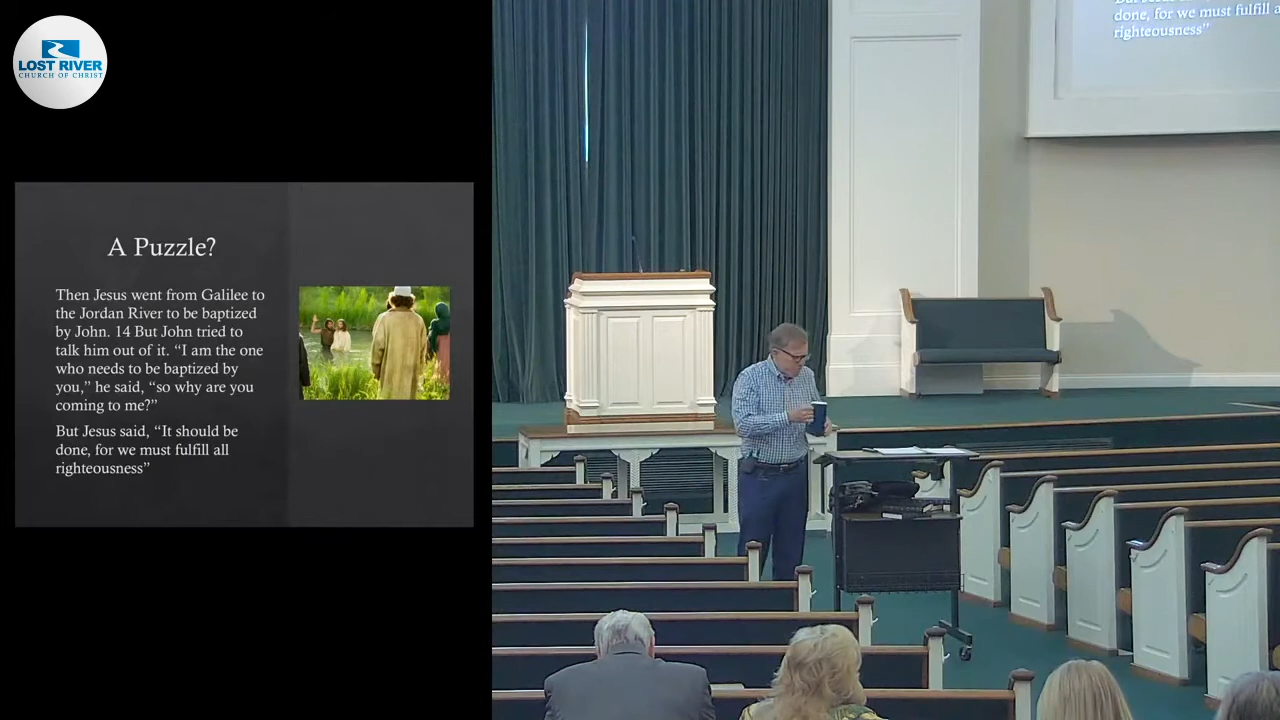 LOST RIVER
CHURCH OF CHRIST
A Puzzle?
Then Jesus went from Galilee to
the Jordan River to be baptized
by John. 14 But John tried to
talk him out of it. “I am the one
who needs to be baptized by
you,” he said, “so why are you
coming to me?”
But Jesus said, “It should be
done, for we must fulfill all
righteousness”
done, for we must fulfill a
righteousness”